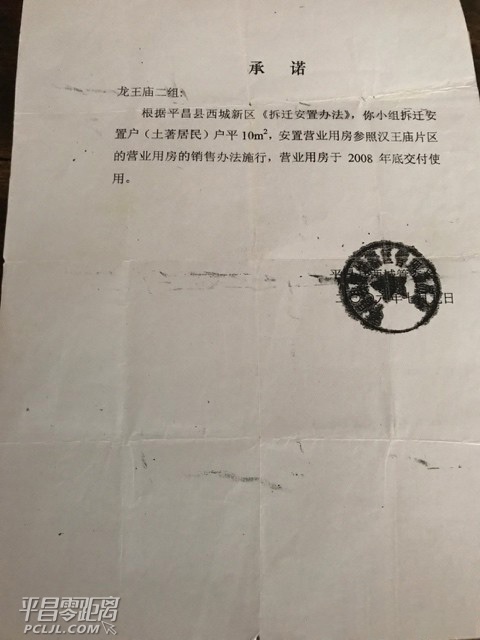 承 诺
龙王庙二组:
根据平昌县西城新区《拆迁安置办法》，你小组拆迁安
置户（土著居民）户平10m²，安置营业用房参照汉王庙片区
的营业用房的销售办法施行，营业用房于 2008 年底交付使
用。
平昌零距离
PCLJL.COM